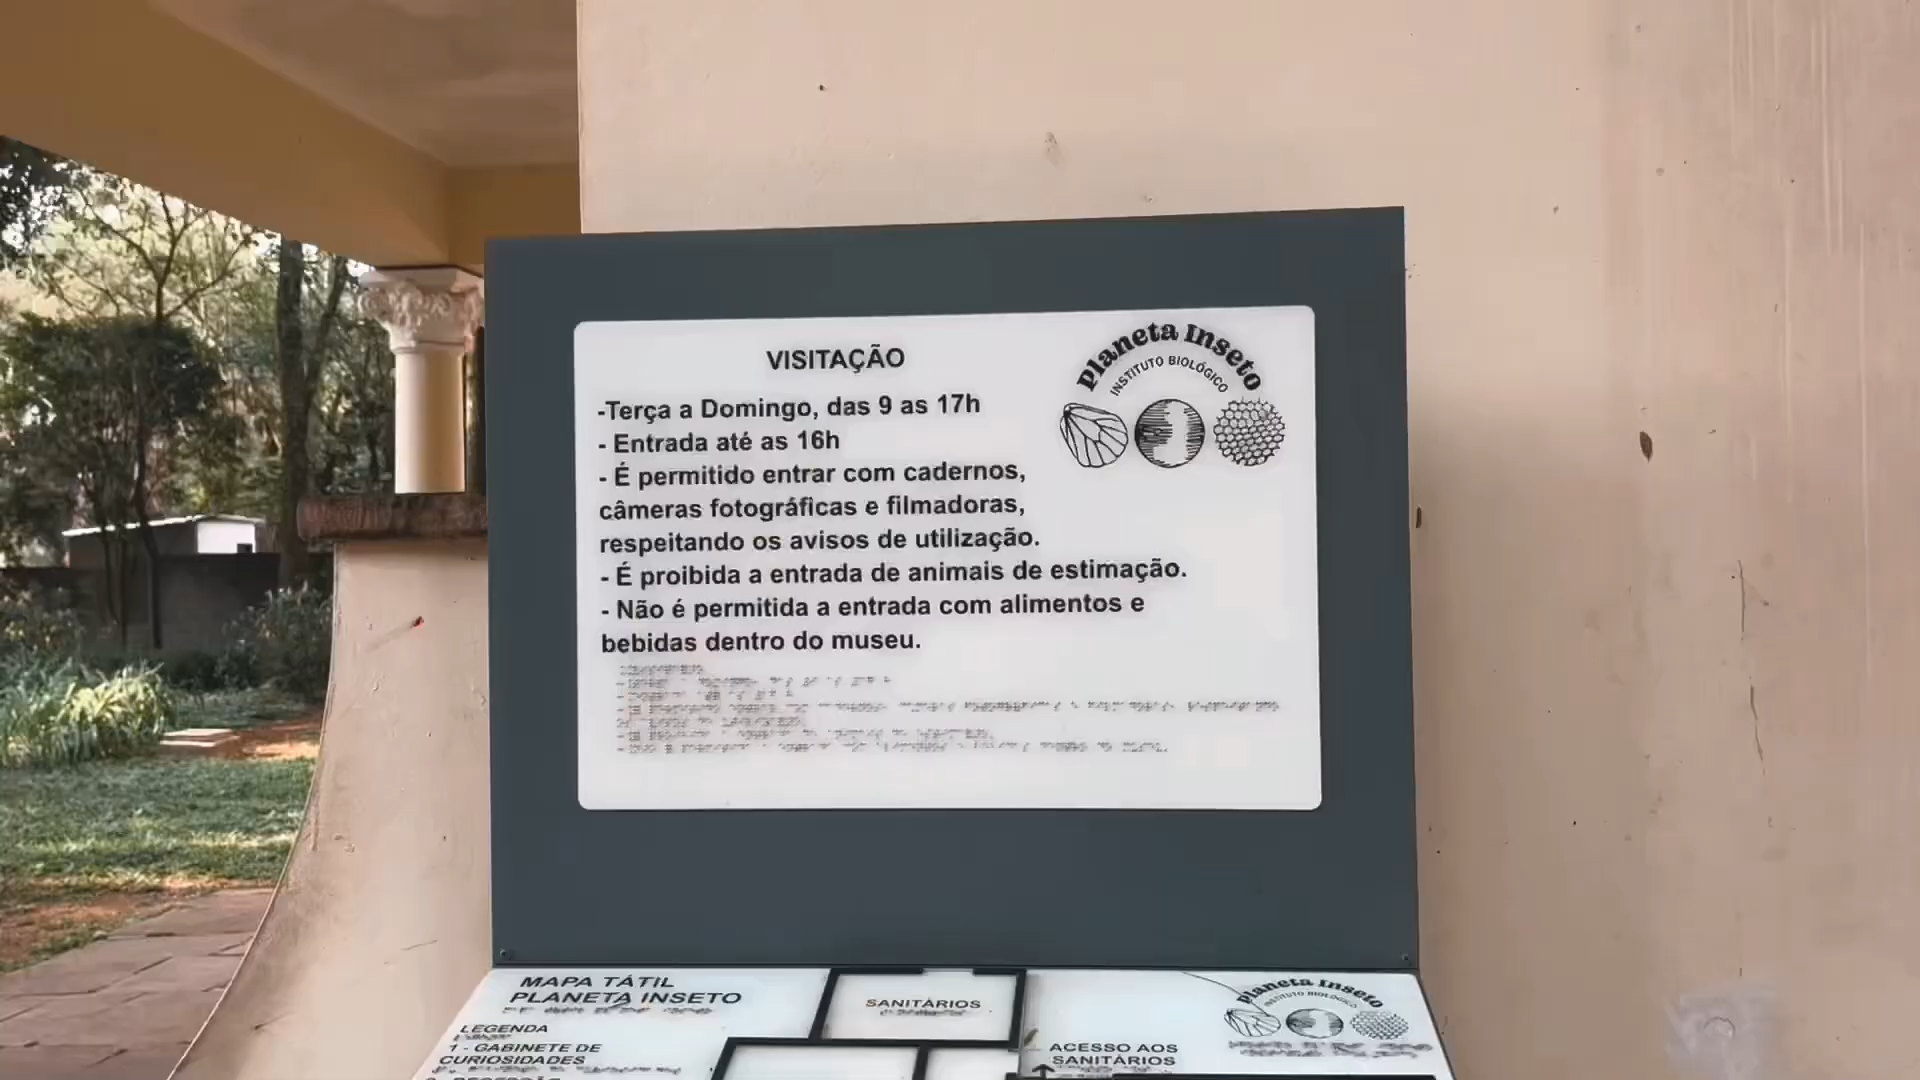 VISITAÇÃO
Planeta Inseto
INSTITUTO BIOLÓGICO
-Terça a Domingo, das 9 as 17h
- Entrada até as 16h
- É permitido entrar com cadernos,
câmeras fotográficas e filmadoras,
respeitando os avisos de utilização.
- É proibida a entrada de animais de estimação.
- Não é permitida a entrada com alimentos e
bebidas dentro do museu.
MAPA TÁTIL
PLANETA INSETO
LEGENDA
1 - GABINETE DE
CURIOSIDADES
SANITÁRIOS
Planeta Inseto
INSTITUTO BIOLÓGICO
ACESSO AOS
SANITÁRIOS